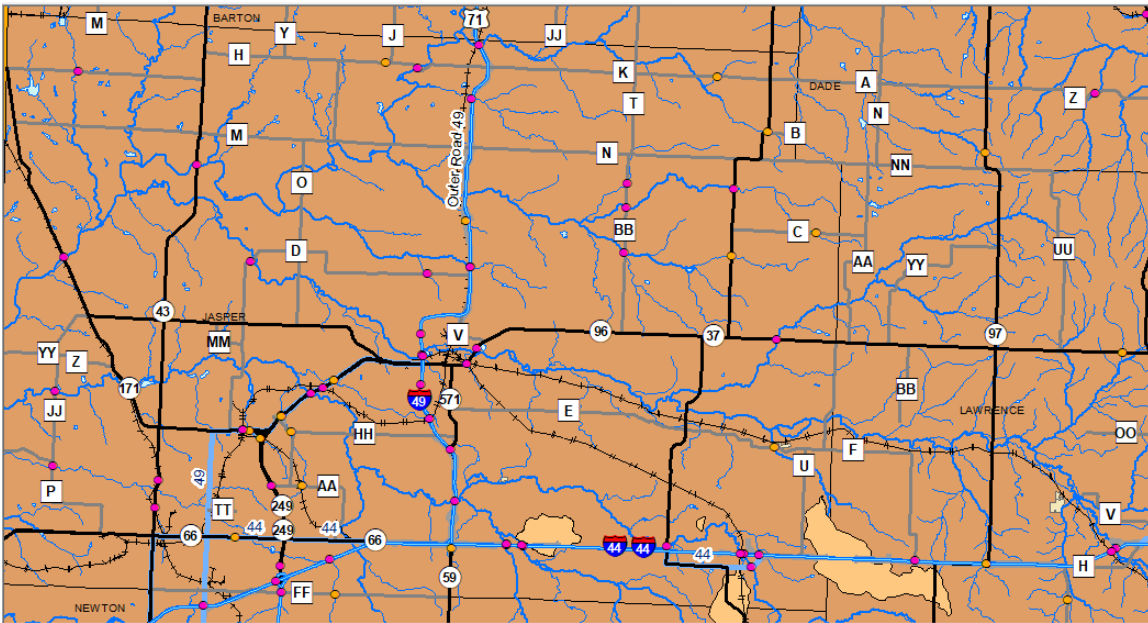 BARTON
71
M
Y
J
JJ
H
K
A
DADE
Z
T
N
B
Outer Road 49
M
N
NN
O
BB
C
D
AA
YY
UU
43
JASPER
MM
V
96
37
97
YY
Z
171
49
571
E
BB
LAWRENCE
JJ
HH
F
OO
U
P
49
AA
249
TT
44
249
44
66
66
44
44
44
V
59
H
FF
NEWTON